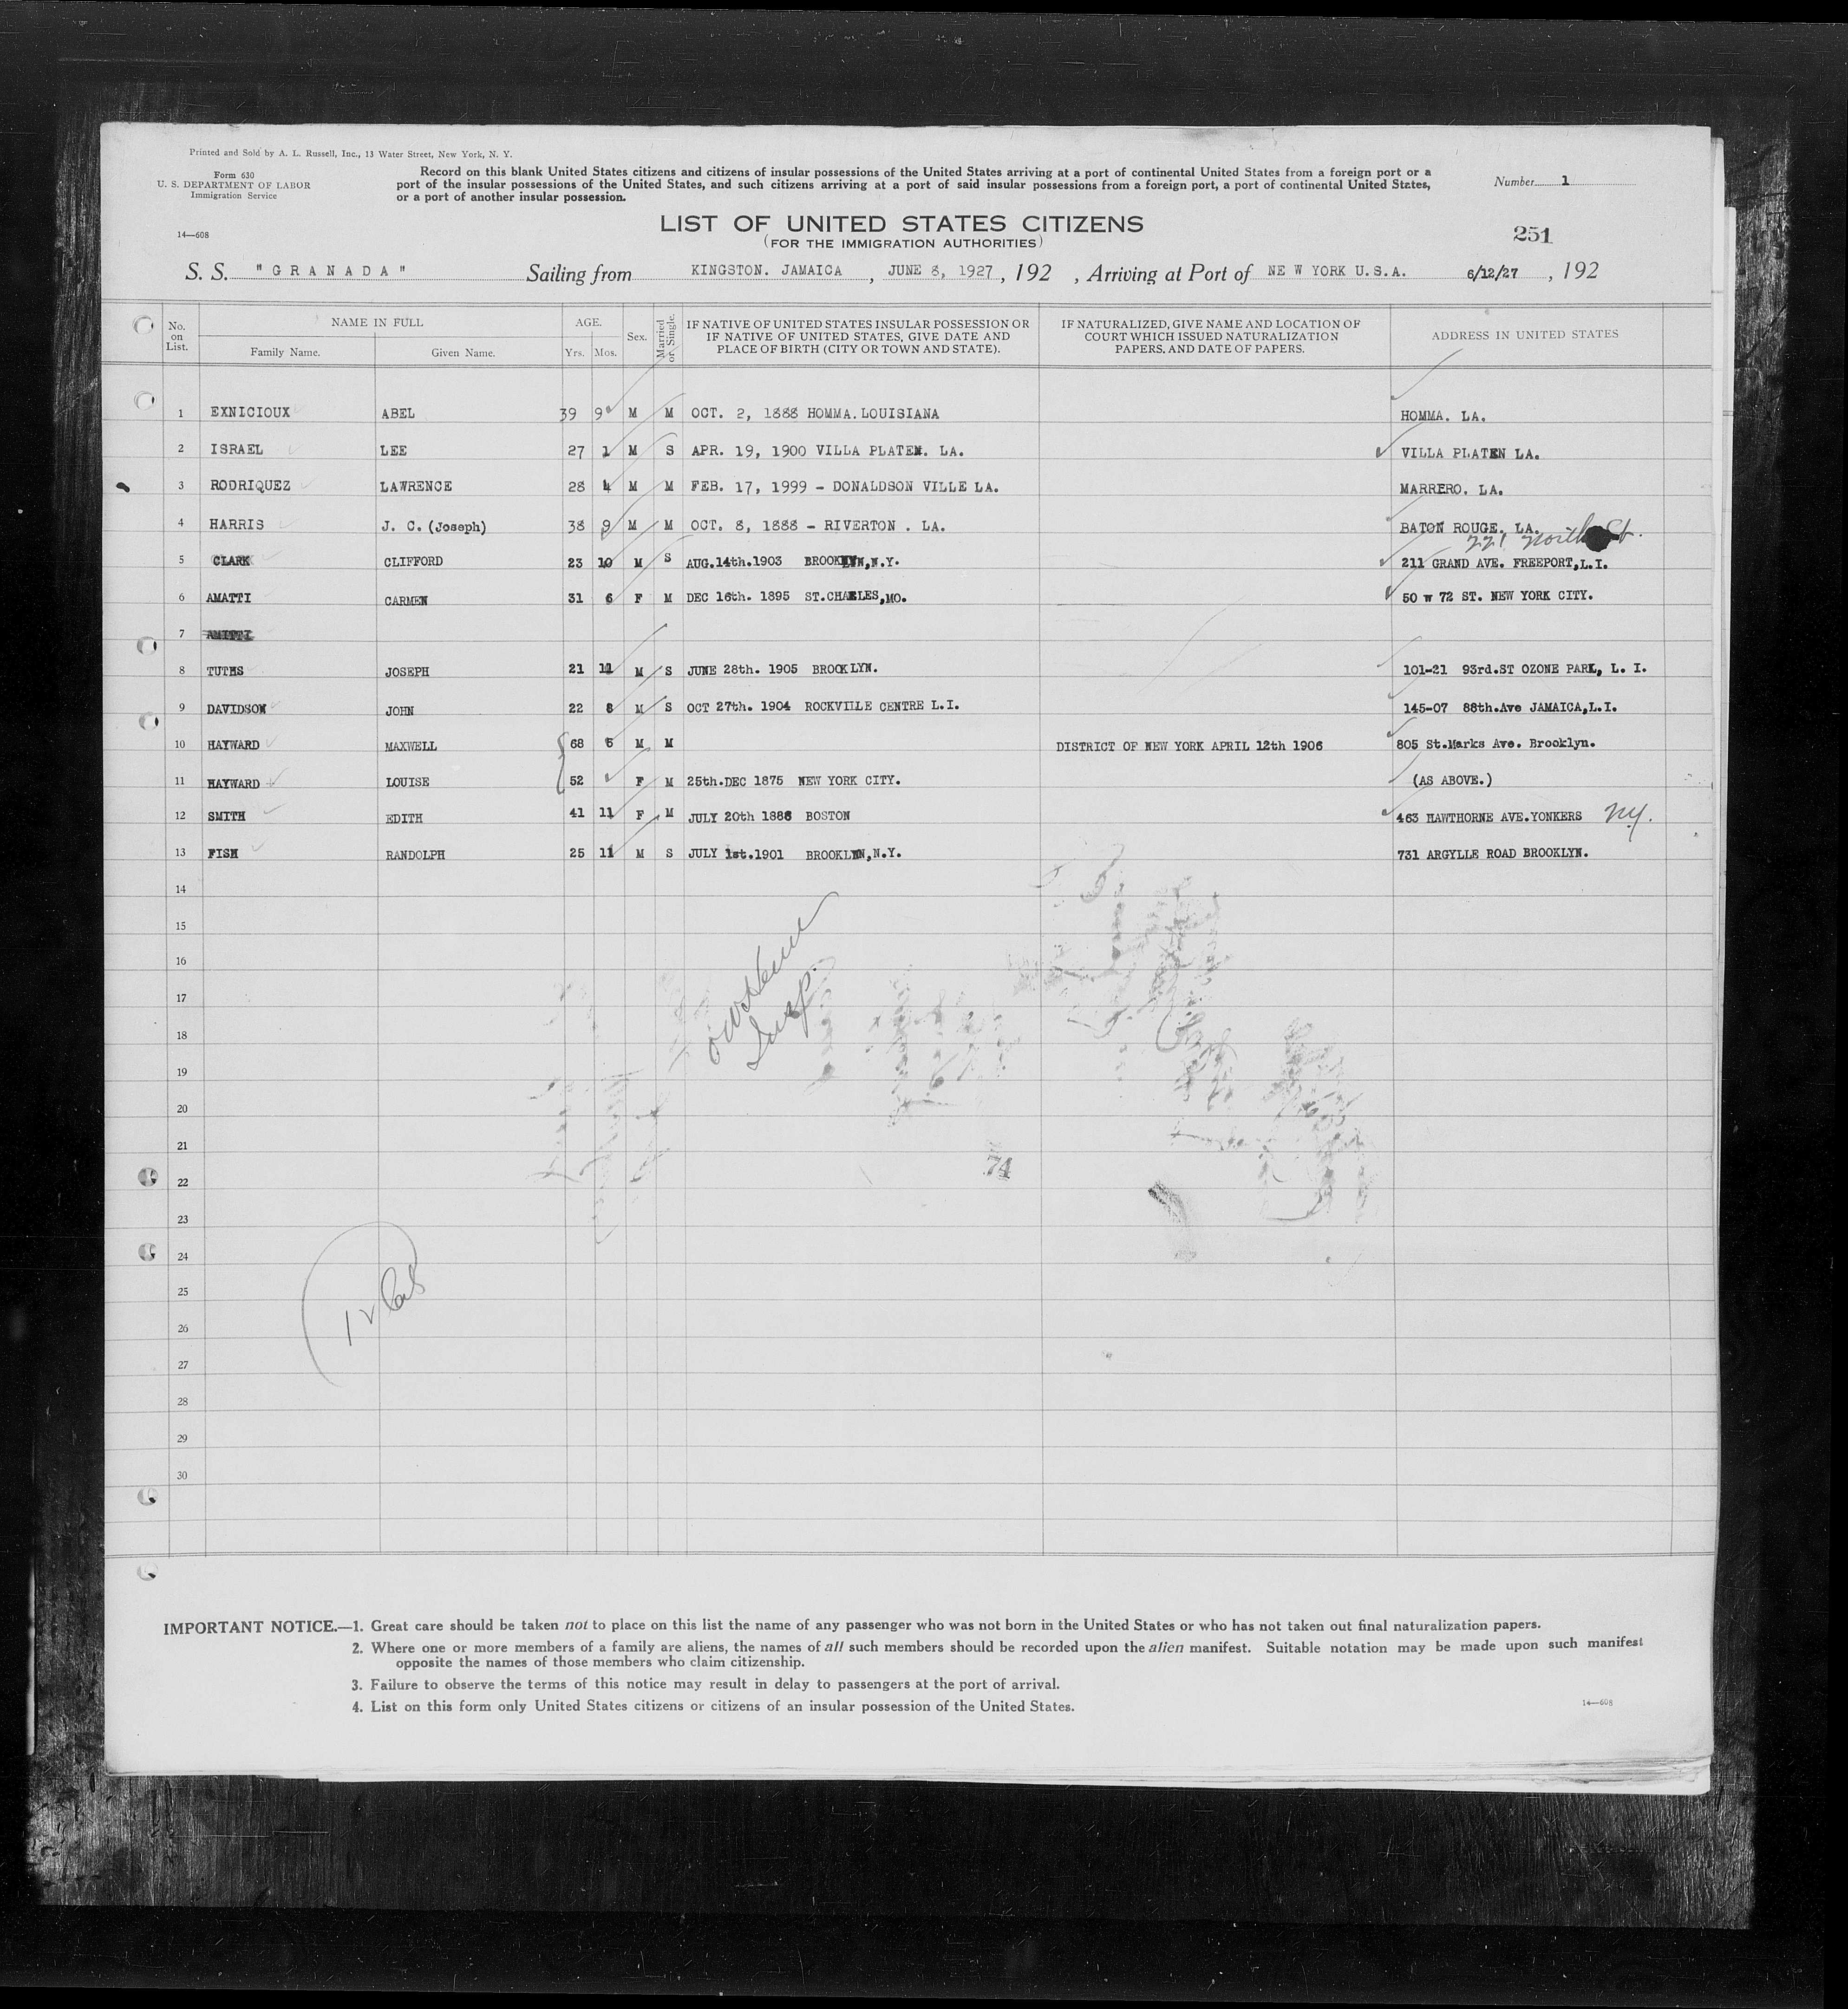 Printed and Sold by A. L. Russell, Inc., 13 Water Street, New York, N. Y.
Form 630
U. S. DEPARTMENT OF LABOR
Immigration Service
14—608
Record on this blank United States citizens and citizens of insular possessions of the United States arriving at a port of continental United States from a foreign port or a
port of the insular possessions of the United States, and such citizens arriving at a port of said insular possessions from a foreign port, a port of continental United States,
or a port of another insular possession.
Number 1
LIST OF UNITED STATES CITIZENS
(FOR THE IMMIGRATION AUTHORITIES)
251
S. S. "GRANADA" Sailing from KINGSTON. JAMAICA, JUNE 8, 1927, 192 , Arriving at Port of NE W YORK U.S.A. 6/12/27, 192
No. on List. NAME IN FULL AGE. Sex. Married or Single. IF NATIVE OF UNITED STATES INSULAR POSSESSION OR IF NATIVE OF UNITED STATES, GIVE DATE AND PLACE OF BIRTH (CITY OR TOWN AND STATE). IF NATURALIZED, GIVE NAME AND LOCATION OF COURT WHICH ISSUED NATURALIZATION PAPERS, AND DATE OF PAPERS. ADDRESS IN UNITED STATES
Family Name. Given Name. Yrs. Mos.
1 EXNICIOUX ABEL 39 9 M M OCT. 2, 1888 HOMMA. LOUISIANA HOMMA. LA.
2 ISRAEL LEE 27 1 M S APR. 19, 1900 VILLA PLATEN. LA. VILLA PLATEN LA.
3 RODRIQUEZ LAWRENCE 28 4 M M FEB. 17, 1999 - DONALDSON VILLE LA. MARRERO. LA.
4 HARRIS J. C. (Joseph) 38 9 M M OCT. 8, 1888 - RIVERTON . LA. BATON ROUGE. LA.
221 North St.
5 CLARK CLIFFORD 23 10 M S AUG.14th.1903 BROOKLYN,N.Y. 211 GRAND AVE. FREEPORT,L.I.
6 AMATTI CARMEN 31 6 F M DEC 16th. 1895 ST.CHARLES,MO. 50 w 72 ST. NEW YORK CITY.
7 AMITTI
8 TUTHS JOSEPH 21 11 M S JUNE 28th. 1905 BROOKLYN. 101-21 93rd.ST OZONE PARK, L. I.
9 DAVIDSON JOHN 22 8 M S OCT 27th. 1904 ROCKVILLE CENTRE L.I. 145-07 88th.Ave JAMAICA,L.I.
10 HAYWARD MAXWELL 68 6 M M DISTRICT OF NEW YORK APRIL 12th 1906 805 St.Marks Ave. Brooklyn.
11 HAYWARD LOUISE 52 F M 25th.DEC 1875 NEW YORK CITY. (AS ABOVE.)
12 SMITH EDITH 41 11 F M JULY 20th 1886 BOSTON 463 HAWTHORNE AVE.YONKERS N.Y.
13 FISH RANDOLPH 25 11 M S JULY 1st.1901 BROOKLYN,N.Y. 731 ARGYLLE ROAD BROOKLYN.
14
15
16
17
Insp.
18
19
20
21
74
22
23
24
25
12
26
27
28
29
30
IMPORTANT NOTICE.—1. Great care should be taken not to place on this list the name of any passenger who was not born in the United States or who has not taken out final naturalization papers.
2. Where one or more members of a family are aliens, the names of all such members should be recorded upon the alien manifest. Suitable notation may be made upon such manifest
opposite the names of those members who claim citizenship.
3. Failure to observe the terms of this notice may result in delay to passengers at the port of arrival.
4. List on this form only United States citizens or citizens of an insular possession of the United States.
14—608